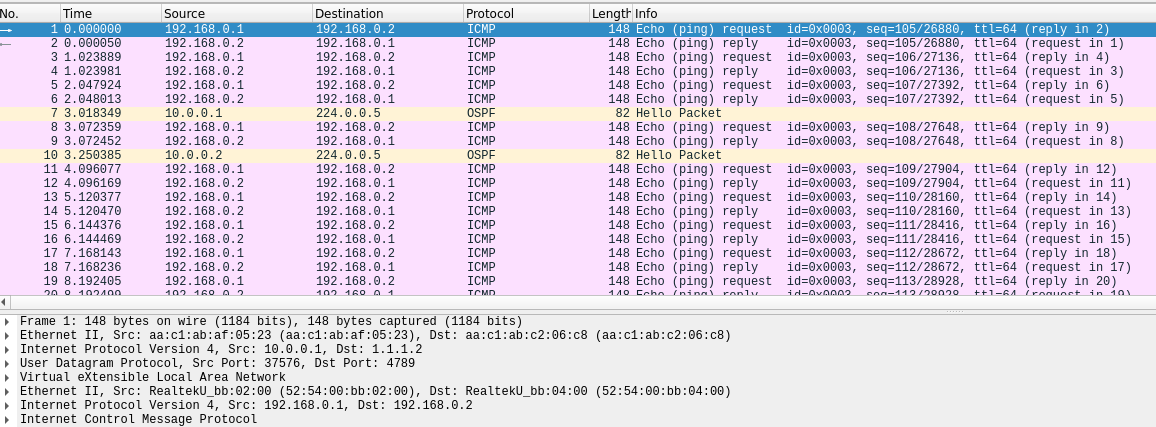 No. Time Source Destination Protocol Length Info
1 0.000000 192.168.0.1 192.168.0.2 ICMP 148 Echo (ping) request id=0x0003, seq=105/26880, ttl=64 (reply in 2)
2 0.000050 192.168.0.2 192.168.0.1 ICMP 148 Echo (ping) reply id=0x0003, seq=105/26880, ttl=64 (request in 1)
3 1.023889 192.168.0.1 192.168.0.2 ICMP 148 Echo (ping) request id=0x0003, seq=106/27136, ttl=64 (reply in 4)
4 1.023981 192.168.0.2 192.168.0.1 ICMP 148 Echo (ping) reply id=0x0003, seq=106/27136, ttl=64 (request in 3)
5 2.047924 192.168.0.1 192.168.0.2 ICMP 148 Echo (ping) request id=0x0003, seq=107/27392, ttl=64 (reply in 6)
6 2.048013 192.168.0.2 192.168.0.1 ICMP 148 Echo (ping) reply id=0x0003, seq=107/27392, ttl=64 (request in 5)
7 3.018349 10.0.0.1 224.0.0.5 OSPF 82 Hello Packet
8 3.072359 192.168.0.1 192.168.0.2 ICMP 148 Echo (ping) request id=0x0003, seq=108/27648, ttl=64 (reply in 9)
9 3.072452 192.168.0.2 192.168.0.1 ICMP 148 Echo (ping) reply id=0x0003, seq=108/27648, ttl=64 (request in 8)
10 3.250385 10.0.0.2 224.0.0.5 OSPF 82 Hello Packet
11 4.096077 192.168.0.1 192.168.0.2 ICMP 148 Echo (ping) request id=0x0003, seq=109/27904, ttl=64 (reply in 12)
12 4.096169 192.168.0.2 192.168.0.1 ICMP 148 Echo (ping) reply id=0x0003, seq=109/27904, ttl=64 (request in 11)
13 5.120377 192.168.0.1 192.168.0.2 ICMP 148 Echo (ping) request id=0x0003, seq=110/28160, ttl=64 (reply in 14)
14 5.120470 192.168.0.2 192.168.0.1 ICMP 148 Echo (ping) reply id=0x0003, seq=110/28160, ttl=64 (request in 13)
15 6.144376 192.168.0.1 192.168.0.2 ICMP 148 Echo (ping) request id=0x0003, seq=111/28416, ttl=64 (reply in 16)
16 6.144469 192.168.0.2 192.168.0.1 ICMP 148 Echo (ping) reply id=0x0003, seq=111/28416, ttl=64 (request in 15)
17 7.168143 192.168.0.1 192.168.0.2 ICMP 148 Echo (ping) request id=0x0003, seq=112/28672, ttl=64 (reply in 18)
18 7.168236 192.168.0.2 192.168.0.1 ICMP 148 Echo (ping) reply id=0x0003, seq=112/28672, ttl=64 (request in 17)
19 8.192405 192.168.0.1 192.168.0.2 ICMP 148 Echo (ping) request id=0x0003, seq=113/28928, ttl=64 (reply in 20)
20 8.192499 192.168.0.2 192.168.0.1 ICMP 148 Echo (ping) reply id=0x0003, seq=113/28928, ttl=64 (request in 19)
Frame 1: 148 bytes on wire (1184 bits), 148 bytes captured (1184 bits)
Ethernet II, Src: aa:c1:ab:af:05:23 (aa:c1:ab:af:05:23), Dst: aa:c1:ab:c2:06:c8 (aa:c1:ab:c2:06:c8)
Internet Protocol Version 4, Src: 10.0.0.1, Dst: 1.1.1.2
User Datagram Protocol, Src Port: 37576, Dst Port: 4789
Virtual eXtensible Local Area Network
Ethernet II, Src: RealtekU_bb:02:00 (52:54:00:bb:02:00), Dst: RealtekU_bb:04:00 (52:54:00:bb:04:00)
Internet Protocol Version 4, Src: 192.168.0.1, Dst: 192.168.0.2
Internet Control Message Protocol